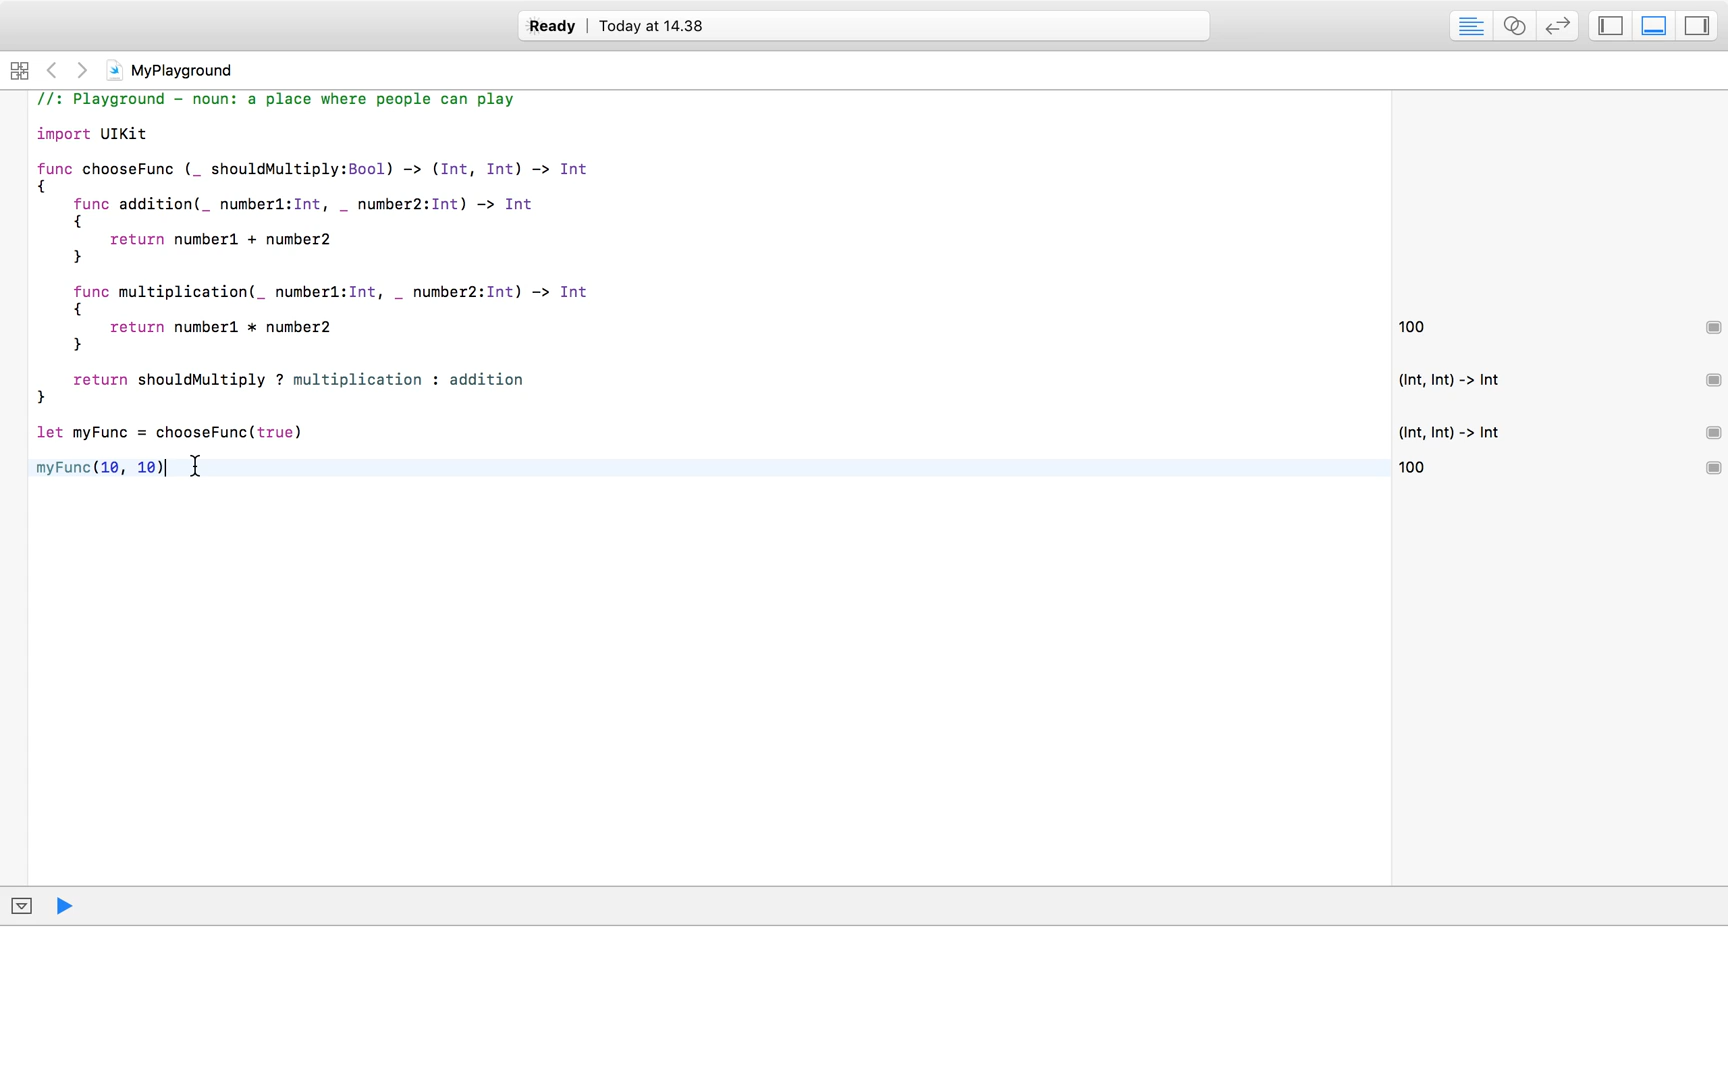 Ready | Today at 14.38
MyPlayground
//: Playground – noun: a place where people can play
import UIKit
func chooseFunc (_ shouldMultiply:Bool) -> (Int, Int) -> Int
{
func addition(_ number1:Int, _ number2:Int) -> Int
{
return number1 + number2
}
func multiplication(_ number1:Int, _ number2:Int) -> Int
{
return number1 * number2
100
}
return shouldMultiply ? multiplication : addition
(Int, Int) -> Int
}
let myFunc = chooseFunc(true)
(Int, Int) -> Int
myFunc(10, 10)
100